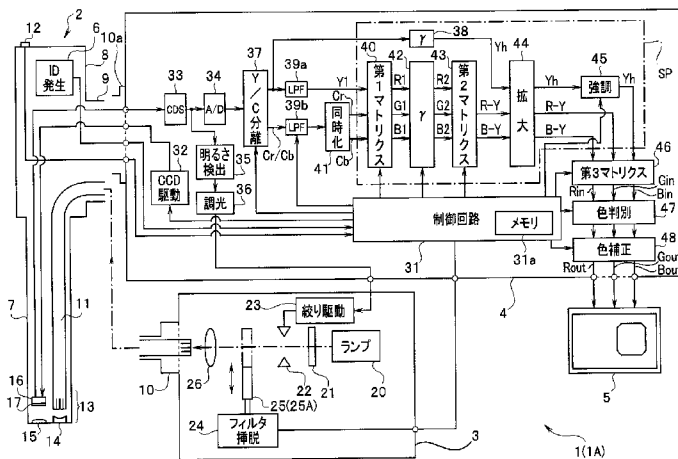 12
2
6
10a
8
9
ID
発生
33
CDS
34
A/D
37
Y/C分離
39a
LPF
39b
LPF
Cr/Cb
γ
38
Yh
SP
40
第1マトリクス
Y1
Cr
Cb
同時化
41
R1
G1
B1
42
γ
R2
G2
B2
43
第2マトリクス
Yh
R-Y
B-Y
44
拡大
Yh
R-Y
B-Y
45
強調
Yh
46
第3マトリクス
Rin
Gin
Bin
47
色判別
48
色補正
Rout
Gout
Bout
32
CCD
駆動
明るさ
検出
35
調光
36
31
制御回路
メモリ
31a
4
5
7
11
16
17
13
15
14
10
26
23
絞り駆動
22
21
ランプ
20
25(25A)
24
フィルタ
挿脱
3
1(1A)